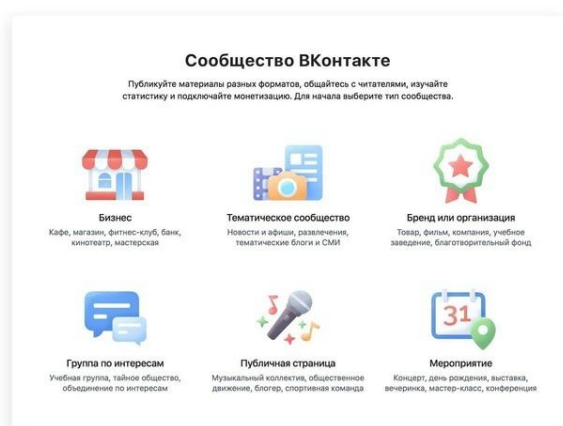 Сообщество ВКонтакте
Публикуйте материалы разных форматов, общайтесь с читателями, изучайте
статистику и подключайте монетизацию. Для начала выберите тип сообщества.
Бизнес
Кафе, магазин, фитнес-клуб, банк,
кинотеатр, мастерская
Тематическое сообщество
Новости и афиши, развлечения,
тематические блоги и СМИ
Бренд или организация
Товар, фильм, компания, учебное
заведение, благотворительный фонд
31
Группа по интересам
Учебная группа, тайное общество,
объединение по интересам
Публичная страница
Музыкальный коллектив, общественное
движение, блогер, спортивная команда
Мероприятие
Концерт, день рождения, выставка,
вечеринка, мастер-класс, конференция